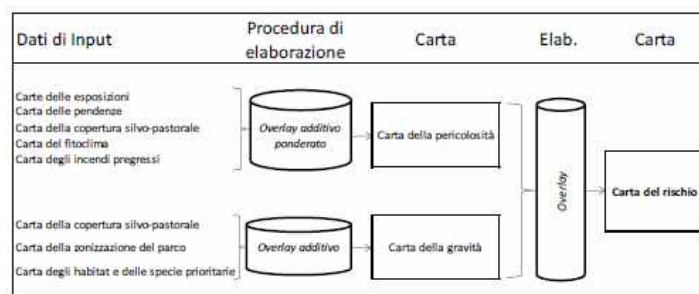 Dati di Input
Procedura di
elaborazione
Carta
Elab.
Carta
Carte delle esposizioni
Carta delle pendenze
Carta della copertura silvo-pastorale
Carta del fitoclima
Carta degli incendi pregressi
Overlay additivo
ponderato
Carta della pericolosità
Overlay
Carta del rischio
Carta della copertura silvo-pastorale
Carta della zonizzazione del parco
Carta degli habitat e delle specie prioritarie
Overlay additivo
Carta della gravità